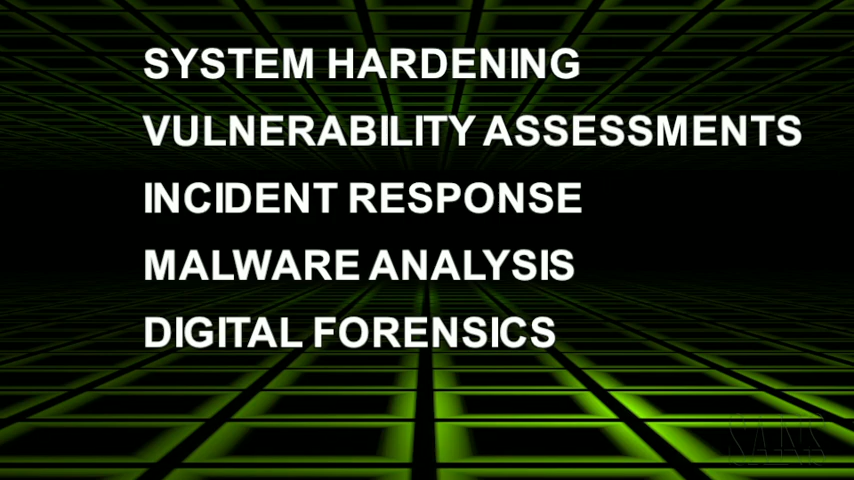 SYSTEM HARDENING
VULNERABILITY ASSESSMENTS
INCIDENT RESPONSE
MALWARE ANALYSIS
DIGITAL FORENSICS